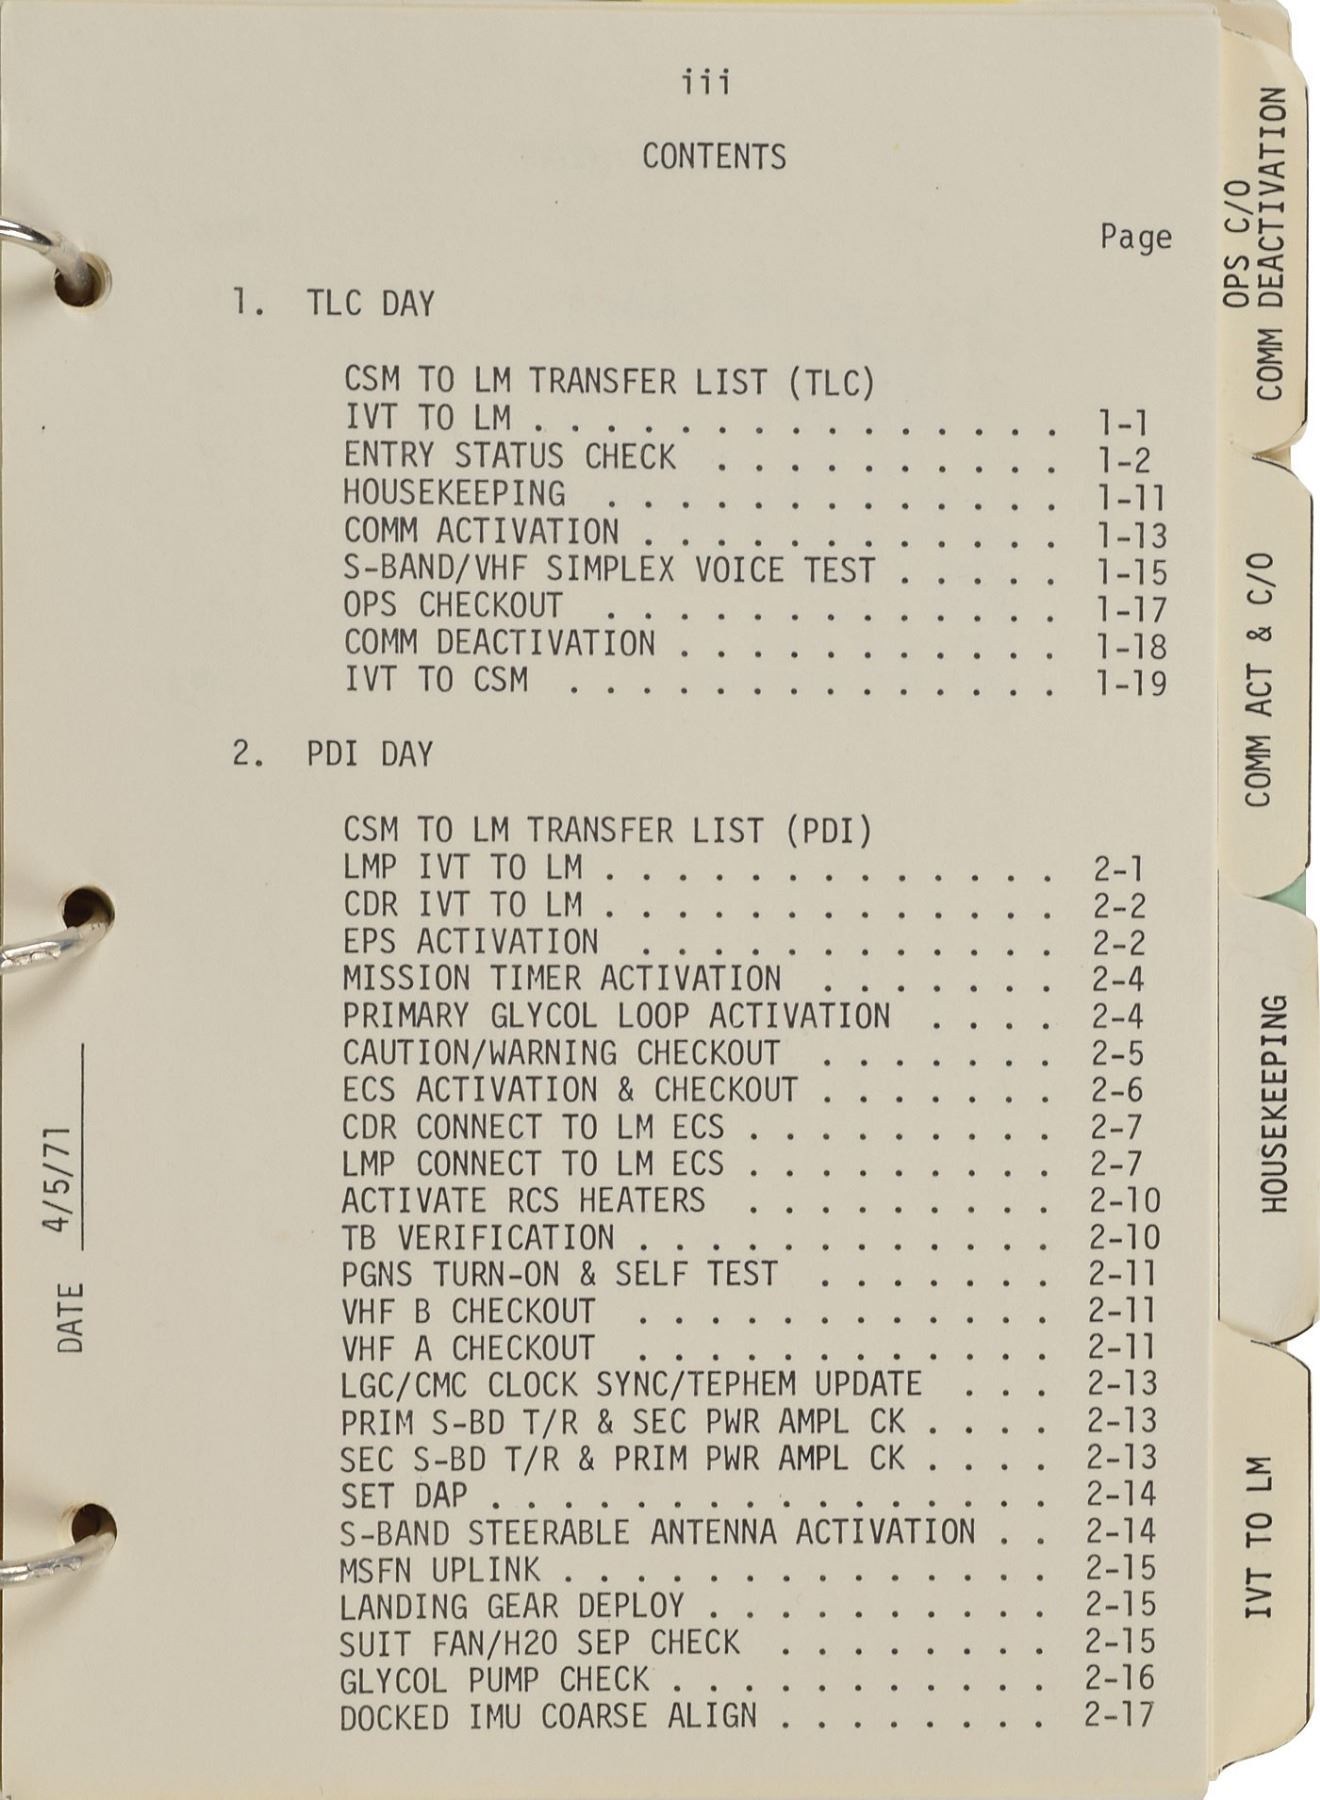 iii
CONTENTS
Page
1. TLC DAY
CSM TO LM TRANSFER LIST (TLC)
IVT TO LM . . . . . . . . . . . . . . . 1-1
ENTRY STATUS CHECK . . . . . . . . . . 1-2
HOUSEKEEPING . . . . . . . . . . . . . 1-11
COMM ACTIVATION . . . . . . . . . . . . 1-13
S-BAND/VHF SIMPLEX VOICE TEST . . . . . 1-15
OPS CHECKOUT . . . . . . . . . . . . . 1-17
COMM DEACTIVATION . . . . . . . . . . . 1-18
IVT TO CSM . . . . . . . . . . . . . . 1-19
2. PDI DAY
CSM TO LM TRANSFER LIST (PDI)
LMP IVT TO LM . . . . . . . . . . . . . 2-1
CDR IVT TO LM . . . . . . . . . . . . . 2-2
EPS ACTIVATION . . . . . . . . . . . . 2-2
MISSION TIMER ACTIVATION . . . . . . . 2-4
PRIMARY GLYCOL LOOP ACTIVATION . . . . 2-4
CAUTION/WARNING CHECKOUT . . . . . . . 2-5
ECS ACTIVATION & CHECKOUT . . . . . . . 2-6
CDR CONNECT TO LM ECS . . . . . . . . . 2-7
LMP CONNECT TO LM ECS . . . . . . . . . 2-7
ACTIVATE RCS HEATERS . . . . . . . . . 2-10
TB VERIFICATION . . . . . . . . . . . . 2-10
PGNS TURN-ON & SELF TEST . . . . . . . 2-11
VHF B CHECKOUT . . . . . . . . . . . . 2-11
VHF A CHECKOUT . . . . . . . . . . . . 2-11
LGC/CMC CLOCK SYNC/TEPHEM UPDATE . . . 2-13
PRIM S-BD T/R & SEC PWR AMPL CK . . . . 2-13
SEC S-BD T/R & PRIM PWR AMPL CK . . . . 2-13
SET DAP . . . . . . . . . . . . . . . . 2-14
S-BAND STEERABLE ANTENNA ACTIVATION . . 2-14
MSFN UPLINK . . . . . . . . . . . . . . 2-15
LANDING GEAR DEPLOY . . . . . . . . . . 2-15
SUIT FAN/H2O SEP CHECK . . . . . . . . 2-15
GLYCOL PUMP CHECK . . . . . . . . . . . 2-16
DOCKED IMU COARSE ALIGN . . . . . . . . 2-17
DATE 4/5/71
OPS C/O
COMM DEACTIVATION
COMM ACT & C/O
HOUSEKEEPING
IVT TO LM